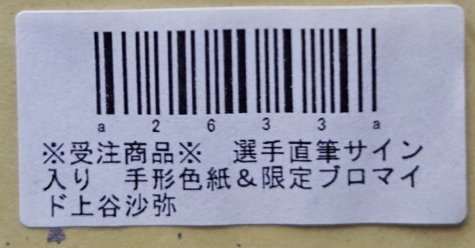 a 2 6 3 3 a
※受注商品※　選手直筆サイン
入り　手形色紙＆限定ブロマイ
ド上谷沙弥